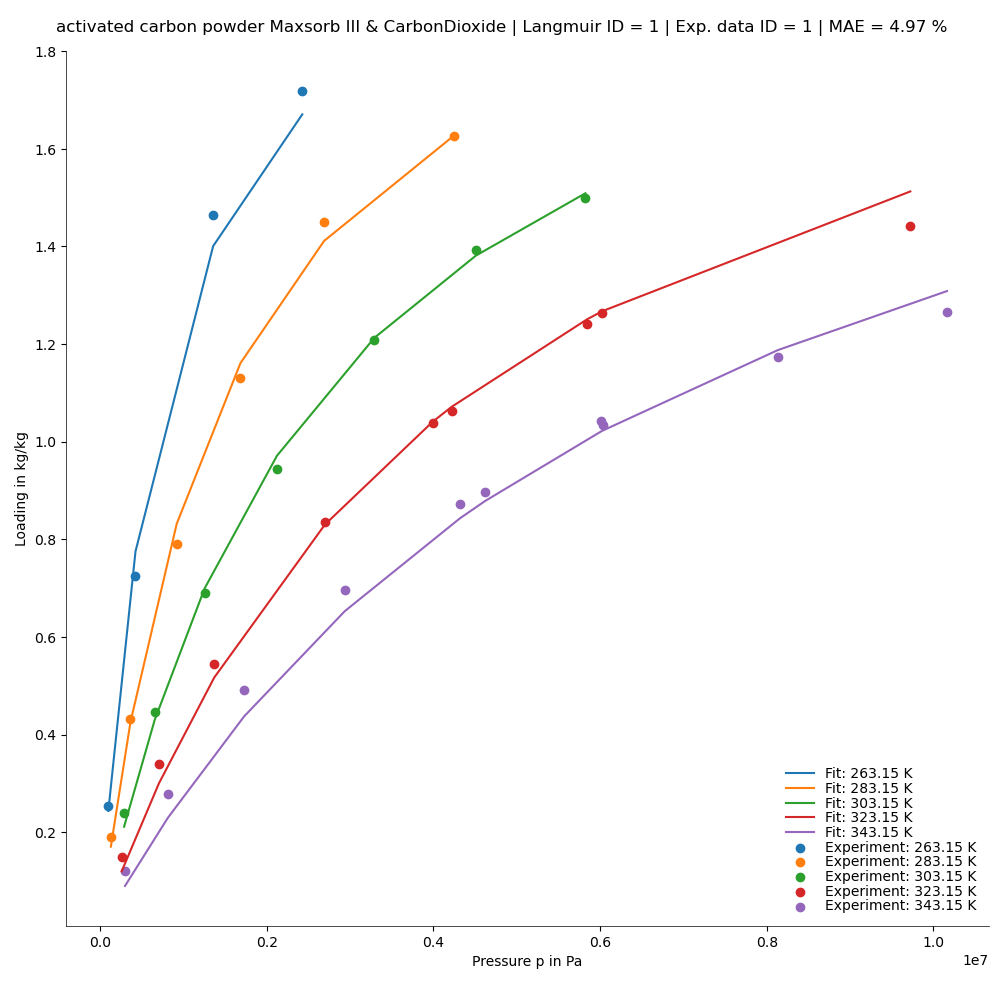 activated carbon powder Maxsorb III & CarbonDioxide | Langmuir ID = 1 | Exp. data ID = 1 | MAE = 4.97 %
Loading in kg/kg
1.8
1.6
1.4
1.2
1.0
0.8
0.6
0.4
0.2
Fit: 263.15 K
Fit: 283.15 K
Fit: 303.15 K
Fit: 323.15 K
Fit: 343.15 K
Experiment: 263.15 K
Experiment: 283.15 K
Experiment: 303.15 K
Experiment: 323.15 K
Experiment: 343.15 K
0.0 0.2 0.4 0.6 0.8 1.0
1e7
Pressure p in Pa